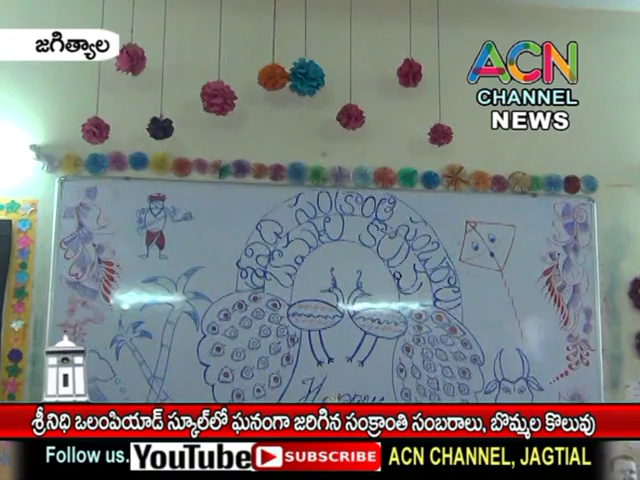 జగిత్యాల
ACN
CHANNEL
NEWS
సంక్రాంతి
శ్రీనిధి ఒలంపియాడ్ స్కూల్‌లో ఘనంగా జరిగిన సంక్రాంతి సంబరాలు, బొమ్మల కొలువు
Follow us. YouTube SUBSCRIBE ACN CHANNEL, JAGTIAL